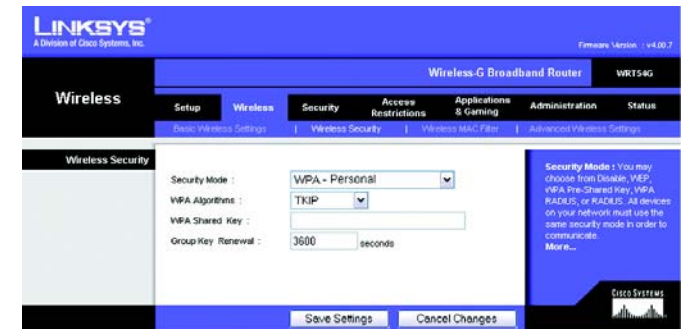 LINKSYS®
A Division of Cisco Systems, Inc.
Firmware Version : v4.00.7
Wireless-G Broadband Router WRT54G
Wireless
Setup Wireless Security Access Restrictions Applications & Gaming Administration Status
Basic Wireless Settings | Wireless Security | Wireless MAC Filter | Advanced Wireless Settings
Wireless Security
Security Mode : WPA - Personal
WPA Algorithms : TKIP
WPA Shared Key :
Group Key Renewal : 3600 seconds
Security Mode : You may
choose from Disable, WEP,
WPA Pre-Shared Key, WPA
RADIUS, or RADIUS. All devices
on your network must use the
same security mode in order to
communicate.
More...
CISCO SYSTEMS
Save Settings Cancel Changes